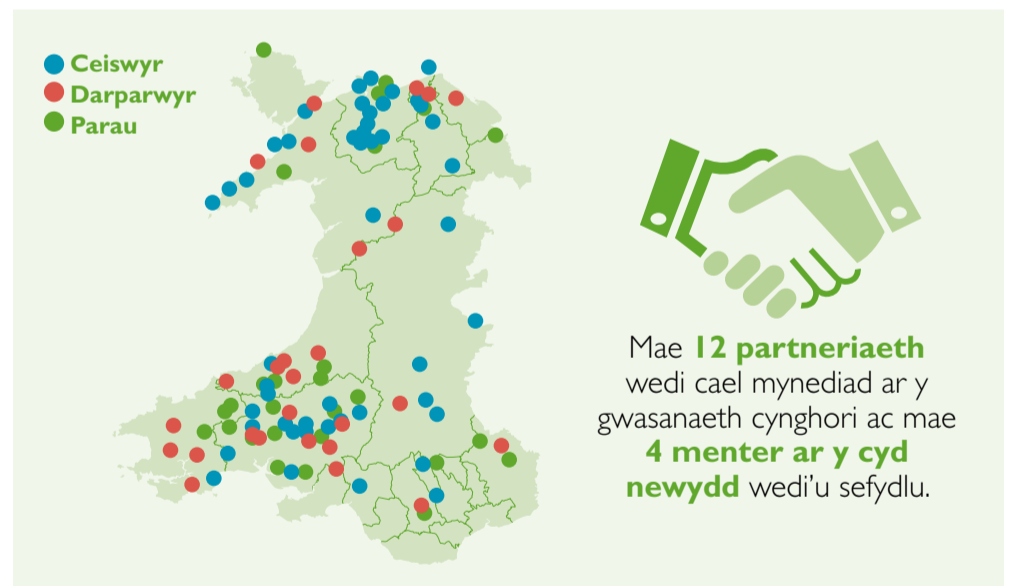 Ceiswyr
Darparwyr
Parau
Mae 12 partneriaeth
wedi cael mynediad ar y
gwasanaeth cynghori ac mae
4 menter ar y cyd
newydd wedi’u sefydlu.